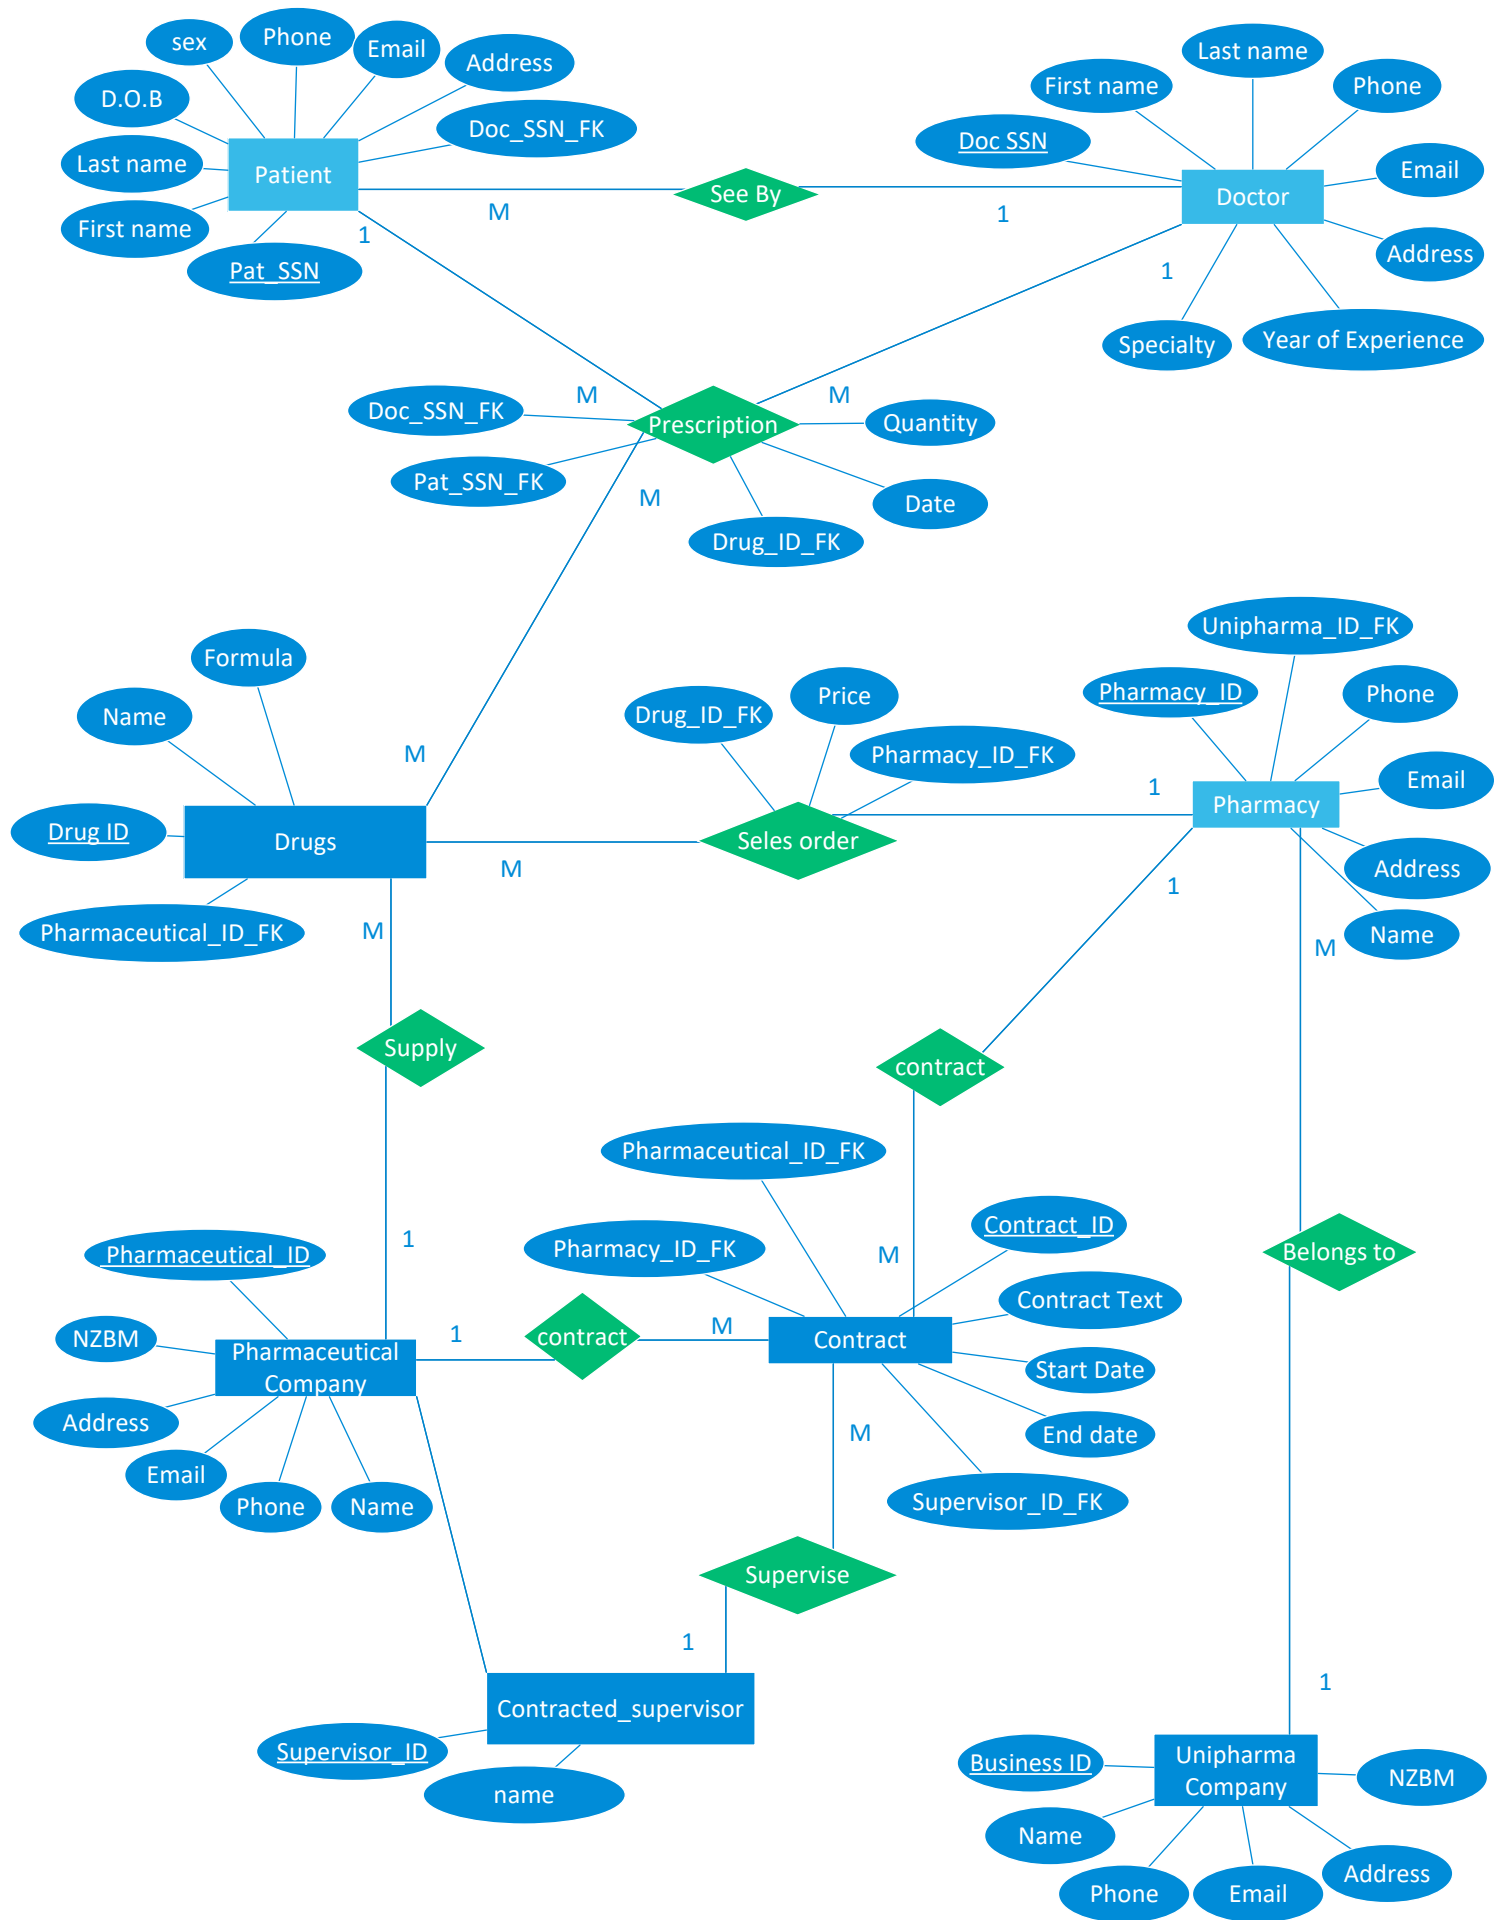 sex
Phone
Email
Address
D.O.B
Doc_SSN_FK
Last name
Patient
First name
Pat_SSN
1
M
See By
1
Last name
First name
Phone
Doc SSN
Email
Doctor
Address
1
Specialty
Year of Experience
M
M
Doc_SSN_FK
Prescription
Quantity
Pat_SSN_FK
M
Date
Drug_ID_FK
Formula
Name
M
Drug ID
Drugs
Pharmaceutical_ID_FK
M
M
Drug_ID_FK
Price
Pharmacy_ID_FK
Seles order
1
Unipharma_ID_FK
Pharmacy_ID
Phone
Email
Pharmacy
Address
Name
1
M
Supply
contract
Pharmaceutical_ID_FK
Pharmacy_ID_FK
Contract_ID
M
Contract Text
Contract
Start Date
End date
Supervisor_ID_FK
M
Belongs to
1
Pharmaceutical_ID
NZBM
Pharmaceutical
Company
1
contract
M
Address
Email
Phone
Name
Supervise
1
Contracted_supervisor
Supervisor_ID
name
1
Business ID
Unipharma
Company
NZBM
Name
Phone
Email
Address